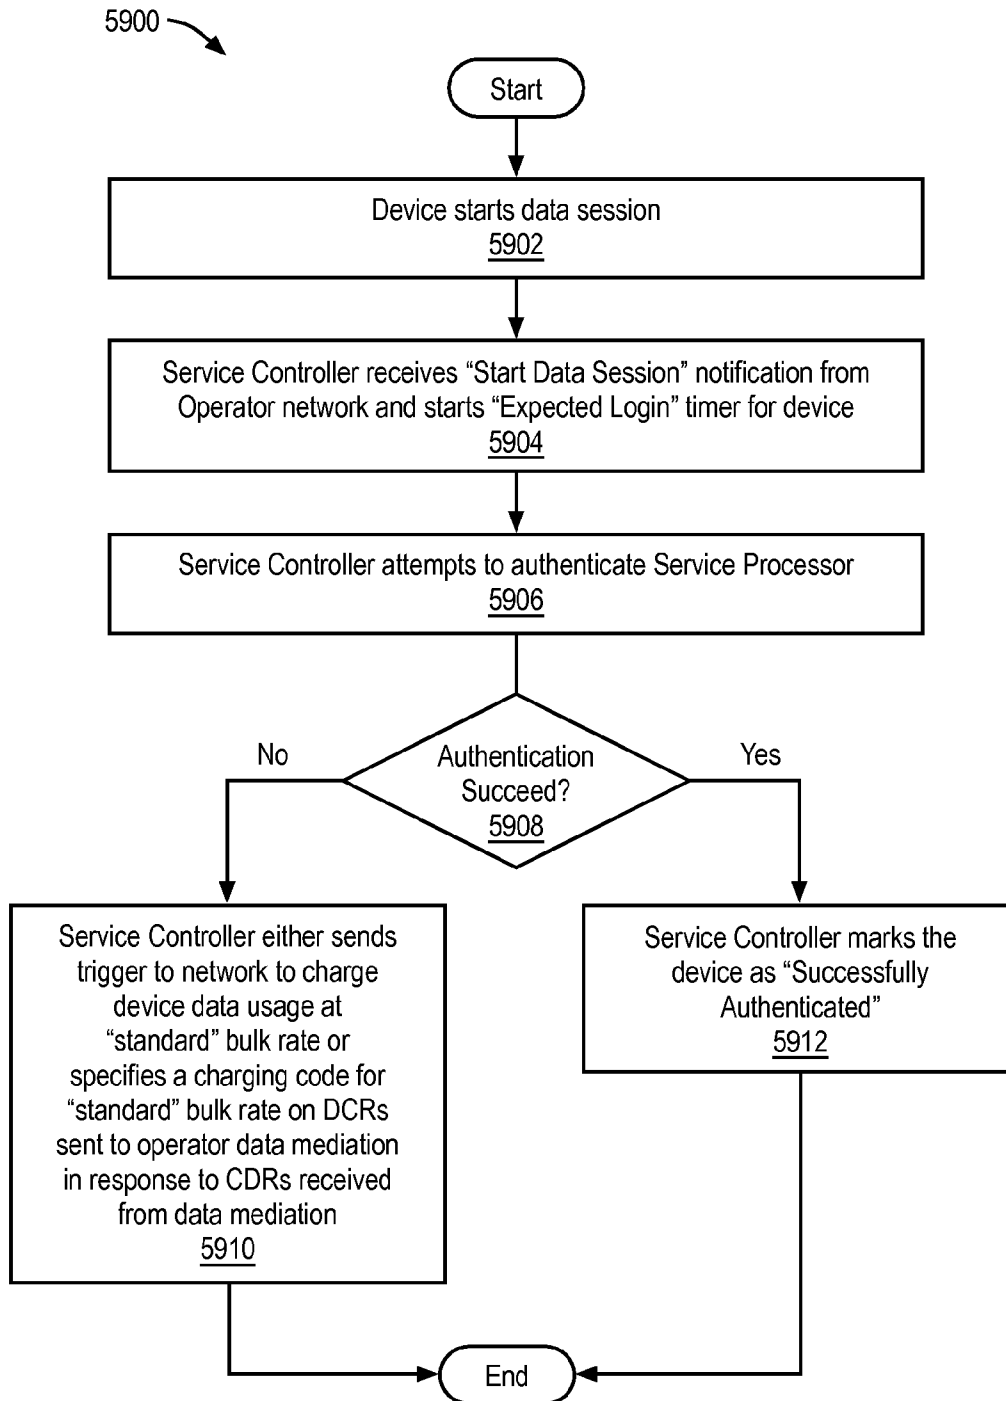 5900
Start
Device starts data session
5902
Service Controller receives “Start Data Session” notification from
Operator network and starts “Expected Login” timer for device
5904
Service Controller attempts to authenticate Service Processor
5906
Authentication
Succeed?
5908
No
Yes
Service Controller either sends
trigger to network to charge
device data usage at
“standard” bulk rate or
specifies a charging code for
“standard” bulk rate on DCRs
sent to operator data mediation
in response to CDRs received
from data mediation
5910
Service Controller marks the
device as “Successfully
Authenticated”
5912
End